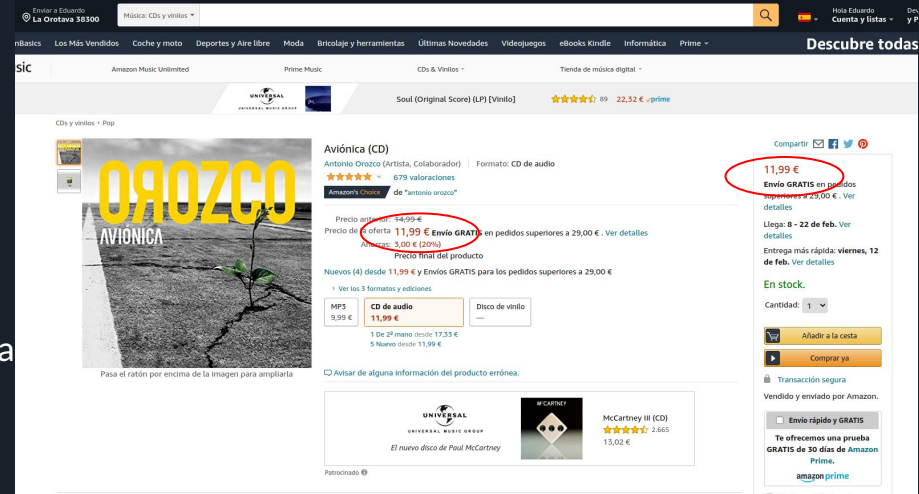 Enviar a Eduardo
La Orotava 38300
Música: CDs y vinilos
Hola Eduardo
Cuenta y listas
Dev
y P
nBasics Los Más Vendidos Coche y moto Deportes y Aire libre Moda Bricolaje y herramientas Últimas Novedades Videojuegos eBooks Kindle Informática Prime
Descubre todas
sic Amazon Music Unlimited Prime Music CDs & Vinilos Tienda de música digital
UNIVERSAL
UNIVERSAL MUSIC GROUP
Soul (Original Score) (LP) [Vinilo] 89 22,32 € prime
CDs y vinilos › Pop
OROZCO
AVIÓNICA
a
Pasa el ratón por encima de la imagen para ampliarla
Aviónica (CD)
Antonio Orozco (Artista, Colaborador) Formato: CD de audio
679 valoraciones
Amazon's Choice de "antonio orozco"
Precio anterior: 14,99 €
Precio de la oferta 11,99 € Envío GRATIS en pedidos superiores a 29,00 € . Ver detalles
Ahorras: 3,00 € (20%)
Precio final del producto
Nuevos (4) desde 11,99 € y Envíos GRATIS para los pedidos superiores a 29,00 €
› Ver los 3 formatos y ediciones
MP3
9,99 €
CD de audio
11,99 €
Disco de vinilo
—
1 De 2ª mano desde 17,33 €
5 Nuevo desde 11,99 €
Avisar de alguna información del producto errónea.
UNIVERSAL
UNIVERSAL MUSIC GROUP
El nuevo disco de Paul McCartney
McCARTNEY
McCartney III (CD)
2.665
13,02 €
Patrocinado
Compartir
11,99 €
Envío GRATIS en pedidos
superiores a 29,00 € . Ver
detalles
Llega: 8 - 22 de feb. Ver
detalles
Entrega más rápida: viernes, 12
de feb. Ver detalles
En stock.
Cantidad: 1
Añadir a la cesta
Comprar ya
Transacción segura
Vendido y enviado por Amazon.
Envío rápido y GRATIS
Te ofrecemos una prueba
GRATIS de 30 días de Amazon
Prime.
amazon prime